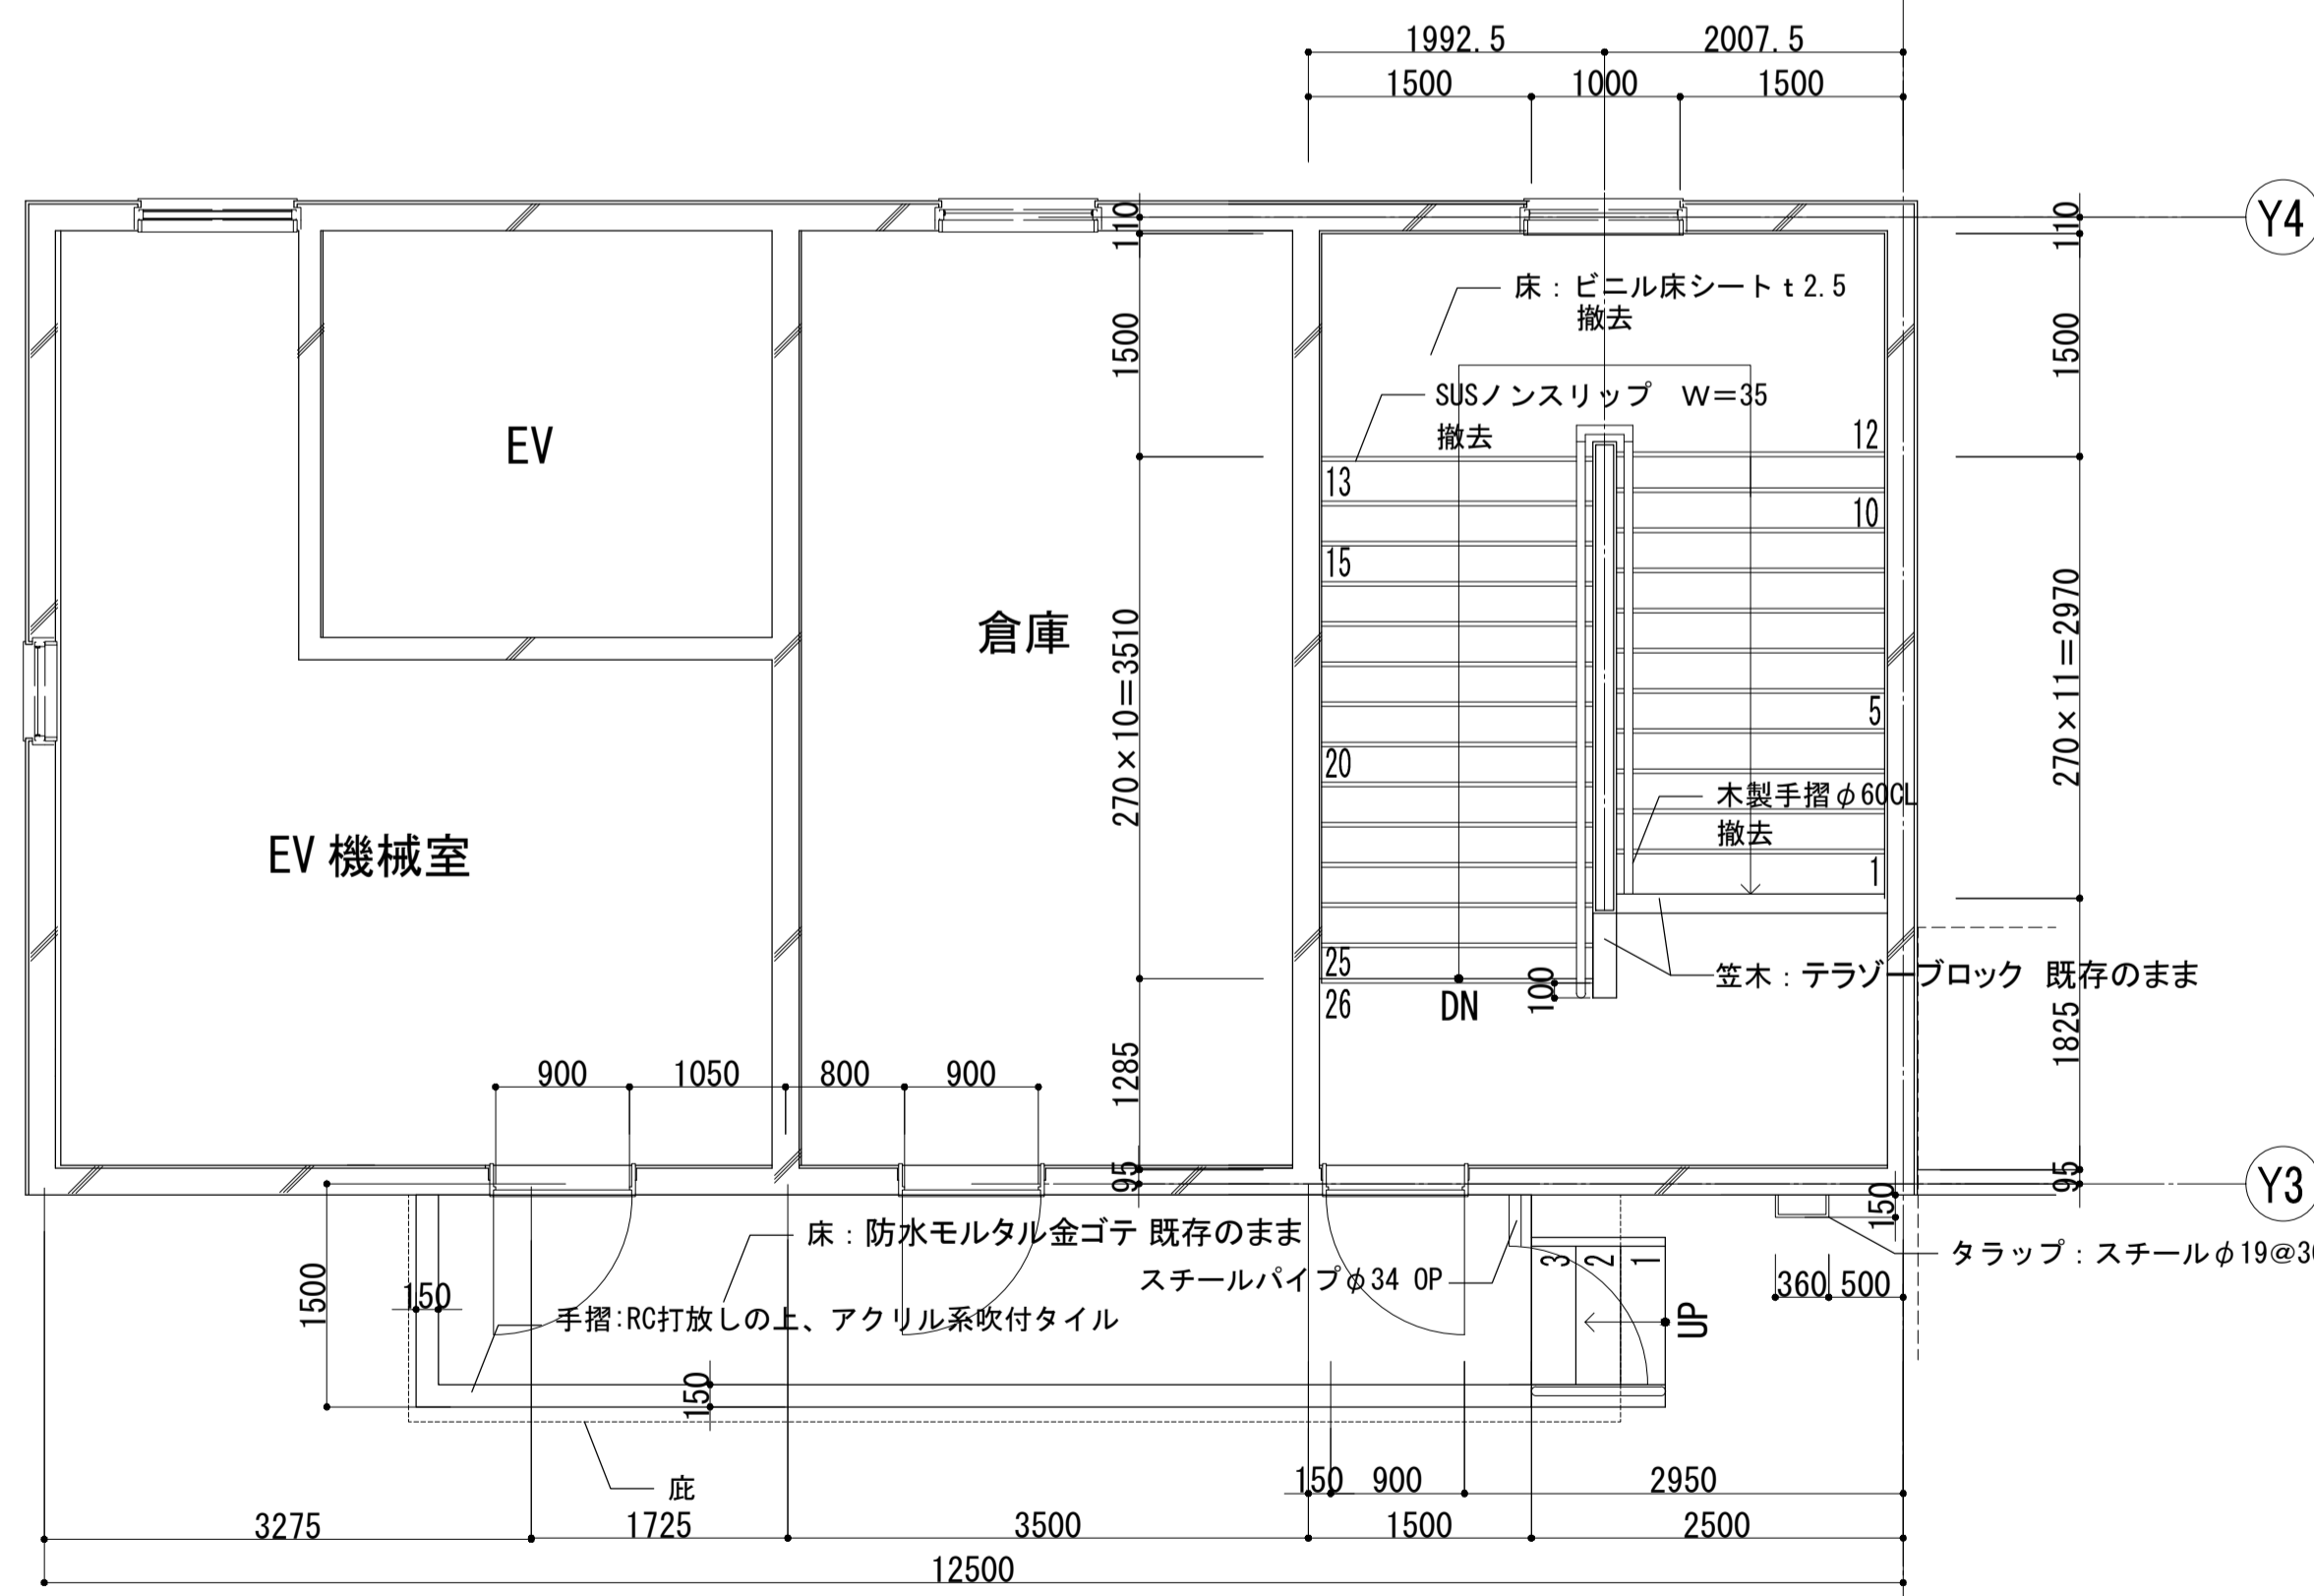 1992.5 2007.5
1500 1000 1500
110 110
Y4
床：ビニル床シートｔ2.5
撤去
1500 1500
SUSノンスリップ　Ｗ＝35
撤去
12
EV
13
10
15
倉庫
270×10＝3510
270×11＝2970
5
20
木製手摺φ60CL
撤去
EV 機械室
1
25
笠木：テラゾーブロック 既存のまま
26
DN
100
1285
1825
900 1050 800 900
95 95
Y3
150
床：防水モルタル金ゴテ 既存のまま
タラップ：スチールφ19@30
スチールパイプφ34 OP
3 2 1
360 500
1500
150
手摺:RC打放しの上、アクリル系吹付タイル
UP
150
庇
150 900 2950
3275 1725 3500 1500 2500
12500